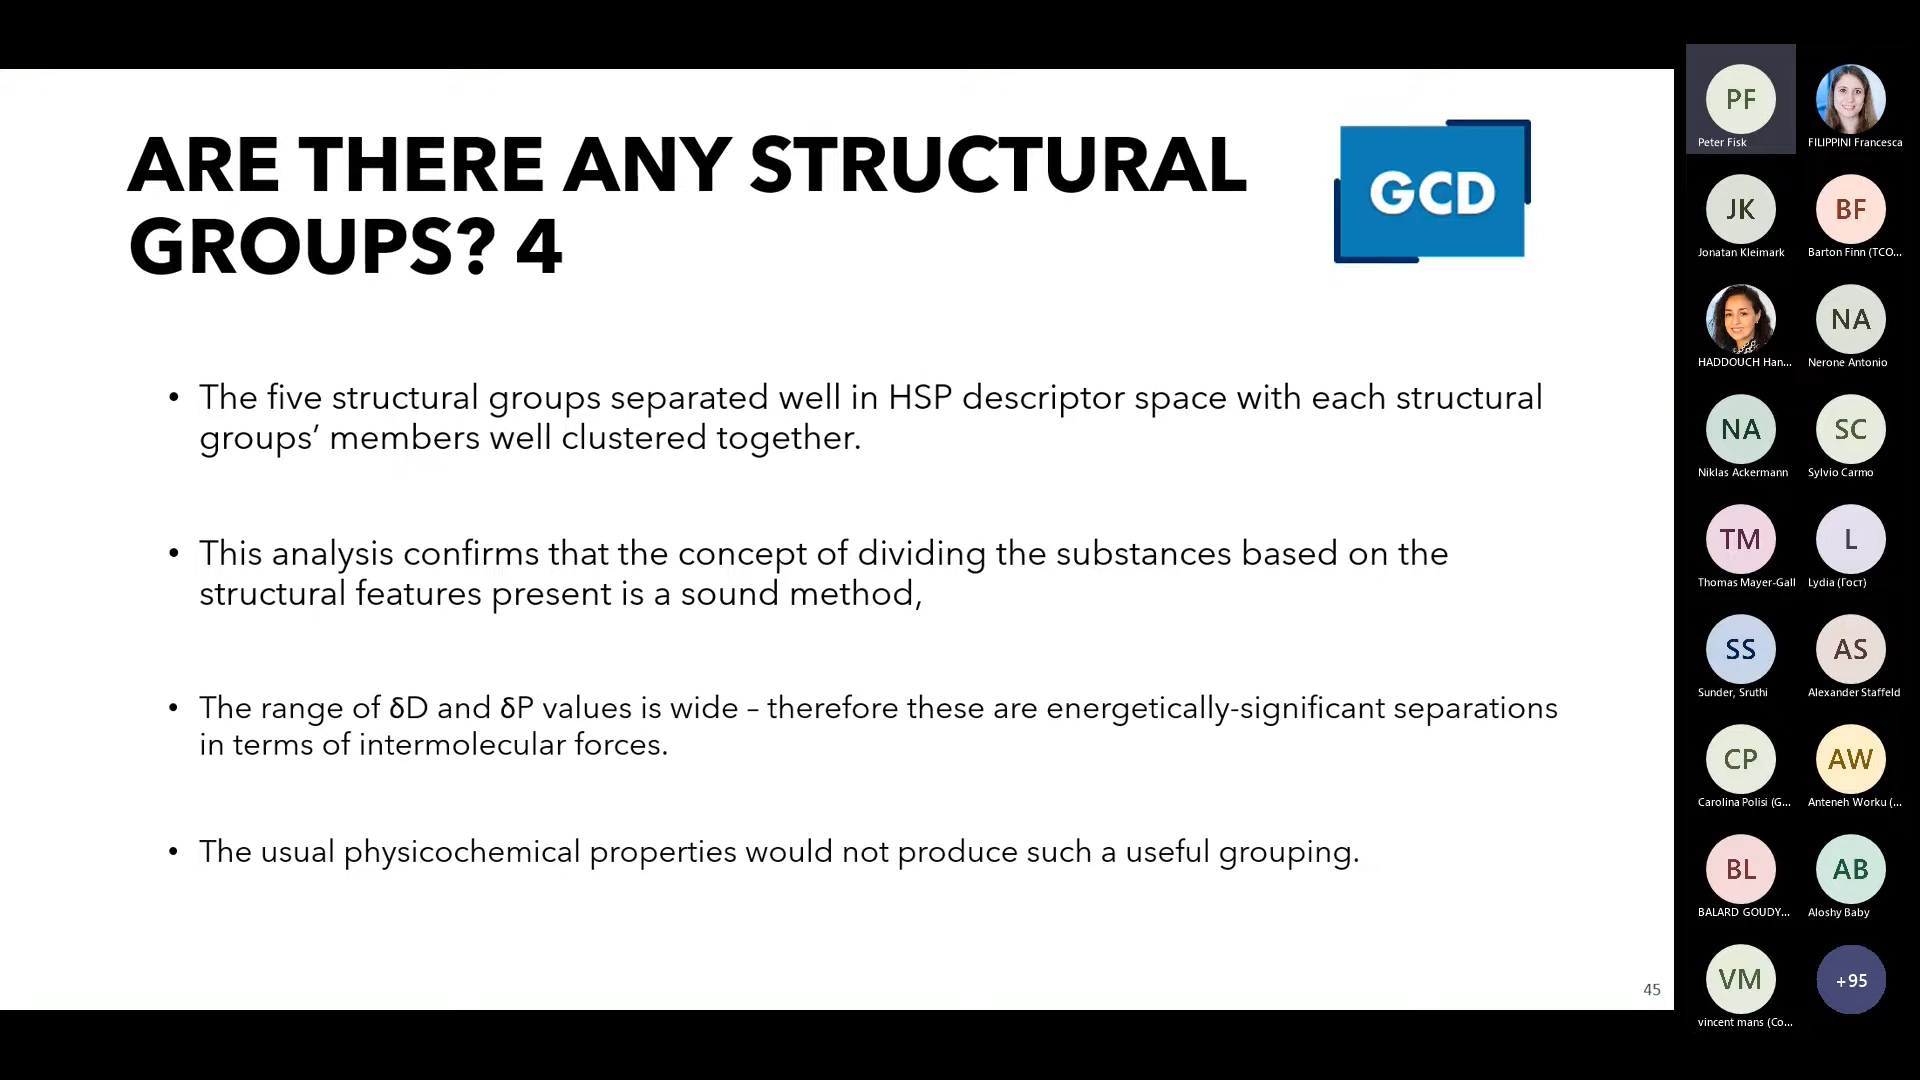 ARE THERE ANY STRUCTURAL
GROUPS? 4
GCD
• The five structural groups separated well in HSP descriptor space with each structural
groups’ members well clustered together.
• This analysis confirms that the concept of dividing the substances based on the
structural features present is a sound method,
• The range of δD and δP values is wide – therefore these are energetically-significant separations
in terms of intermolecular forces.
• The usual physicochemical properties would not produce such a useful grouping.
45
PF
Peter Fisk
FILIPPINI Francesca
JK
Jonatan Kleimark
BF
Barton Finn (TCO...
HADDOUCH Han...
NA
Nerone Antonio
NA
Niklas Ackermann
SC
Sylvio Carmo
TM
Thomas Mayer-Gall
L
Lydia (Гост)
SS
Sunder, Sruthi
AS
Alexander Staffeld
CP
Carolina Polisi (G...
AW
Anteneh Worku (...
BL
BALARD GOUDY...
AB
Aloshy Baby
VM
vincent mans (Co...
+95